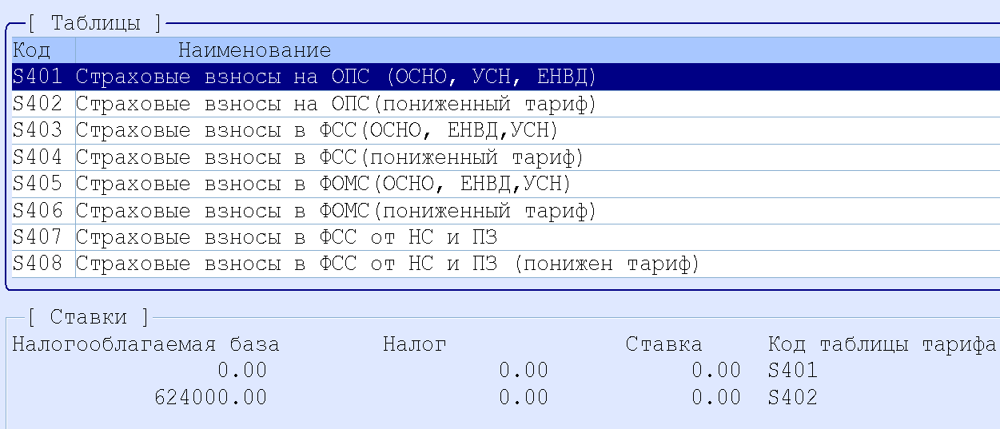 [ Таблицы ]
Код Наименование
S401 Страховые взносы на ОПС (ОСНО, УСН, ЕНВД)
S402 Страховые взносы на ОПС(пониженный тариф)
S403 Страховые взносы в ФСС(ОСНО, ЕНВД,УСН)
S404 Страховые взносы в ФСС(пониженный тариф)
S405 Страховые взносы в ФОМС(ОСНО, ЕНВД,УСН)
S406 Страховые взносы в ФОМС(пониженный тариф)
S407 Страховые взносы в ФСС от НС и ПЗ
S408 Страховые взносы в ФСС от НС и ПЗ (понижен тариф)
[ Ставки ]
Налогооблагаемая база Налог Ставка Код таблицы тарифа
0.00 0.00 0.00 S401
624000.00 0.00 0.00 S402